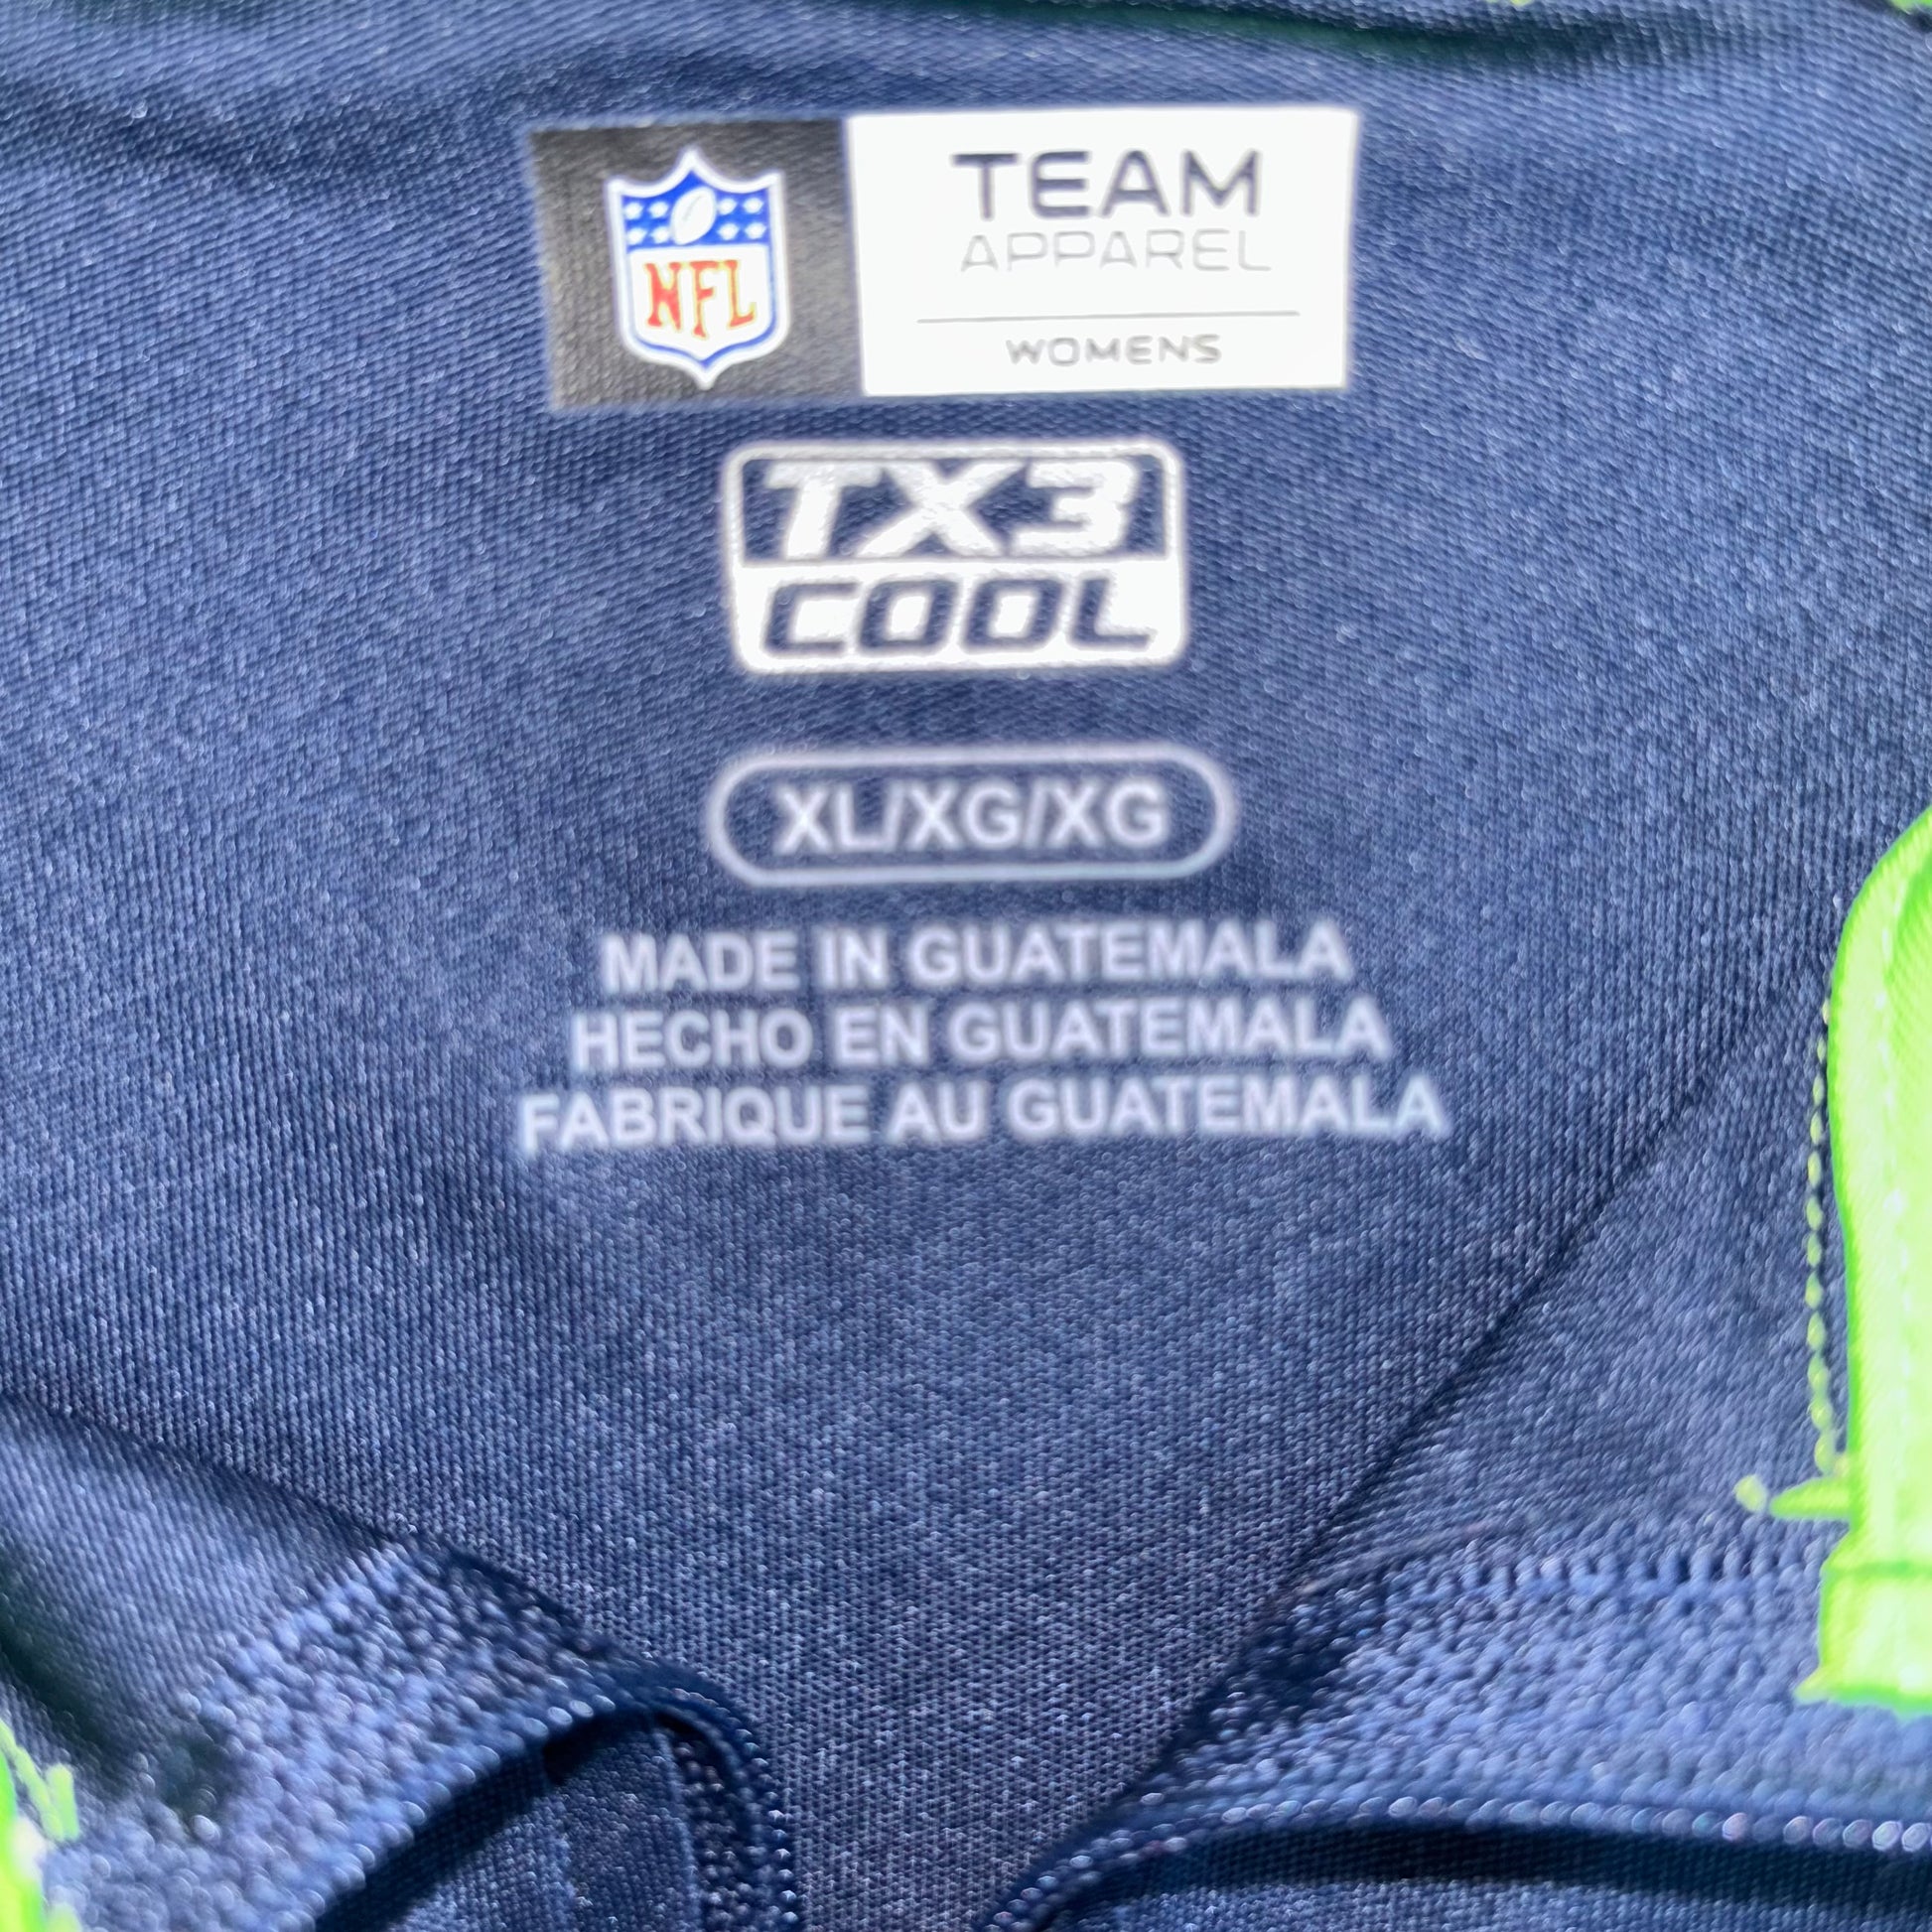 NFL
TEAM
APPAREL
WOMENS
TX3
COOL
XL/XG/XG
MADE IN GUATEMALA
HECHO EN GUATEMALA
FABRIQUE AU GUATEMALA